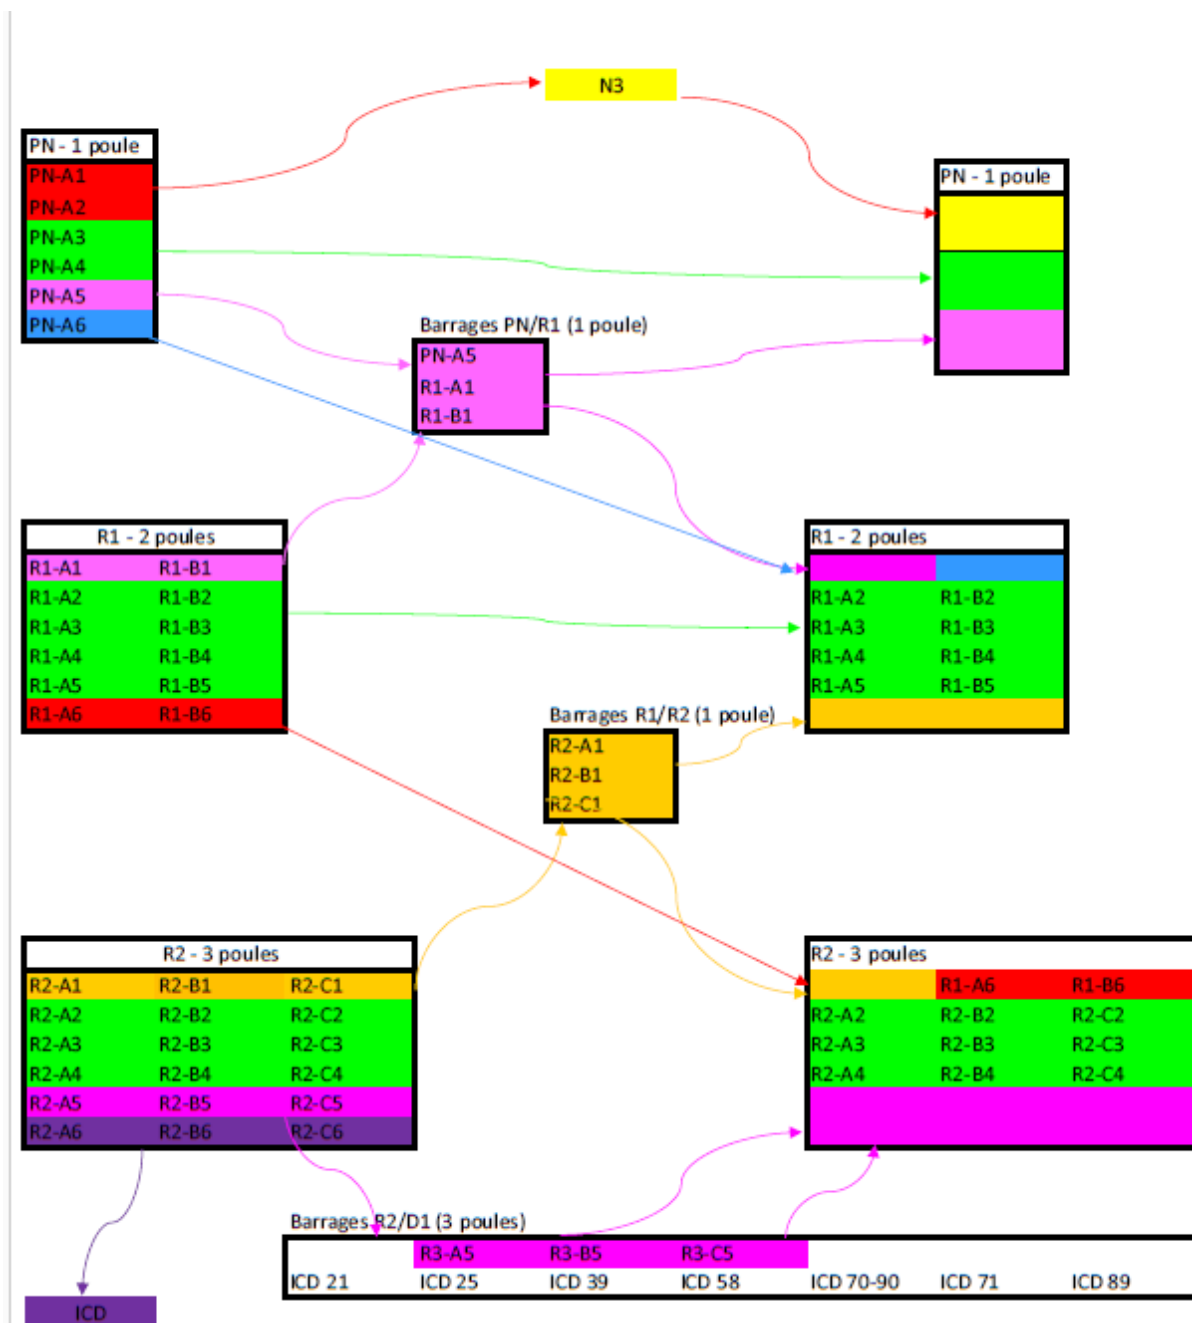 N3
PN - 1 poule
PN-A1
PN-A2
PN-A3
PN-A4
PN-A5
PN-A6
PN - 1 poule
Barrages PN/R1 (1 poule)
PN-A5
R1-A1
R1-B1
R1 - 2 poules
R1-A1 R1-B1
R1-A2 R1-B2
R1-A3 R1-B3
R1-A4 R1-B4
R1-A5 R1-B5
R1-A6 R1-B6
R1 - 2 poules
R1-A2 R1-B2
R1-A3 R1-B3
R1-A4 R1-B4
R1-A5 R1-B5
Barrages R1/R2 (1 poule)
R2-A1
R2-B1
R2-C1
R2 - 3 poules
R2-A1 R2-B1 R2-C1
R2-A2 R2-B2 R2-C2
R2-A3 R2-B3 R2-C3
R2-A4 R2-B4 R2-C4
R2-A5 R2-B5 R2-C5
R2-A6 R2-B6 R2-C6
R2 - 3 poules
R1-A6 R1-B6
R2-A2 R2-B2 R2-C2
R2-A3 R2-B3 R2-C3
R2-A4 R2-B4 R2-C4
Barrages R2/D1 (3 poules)
R3-A5 R3-B5 R3-C5
ICD 21 ICD 25 ICD 39 ICD 58 ICD 70-90 ICD 71 ICD 89
ICD